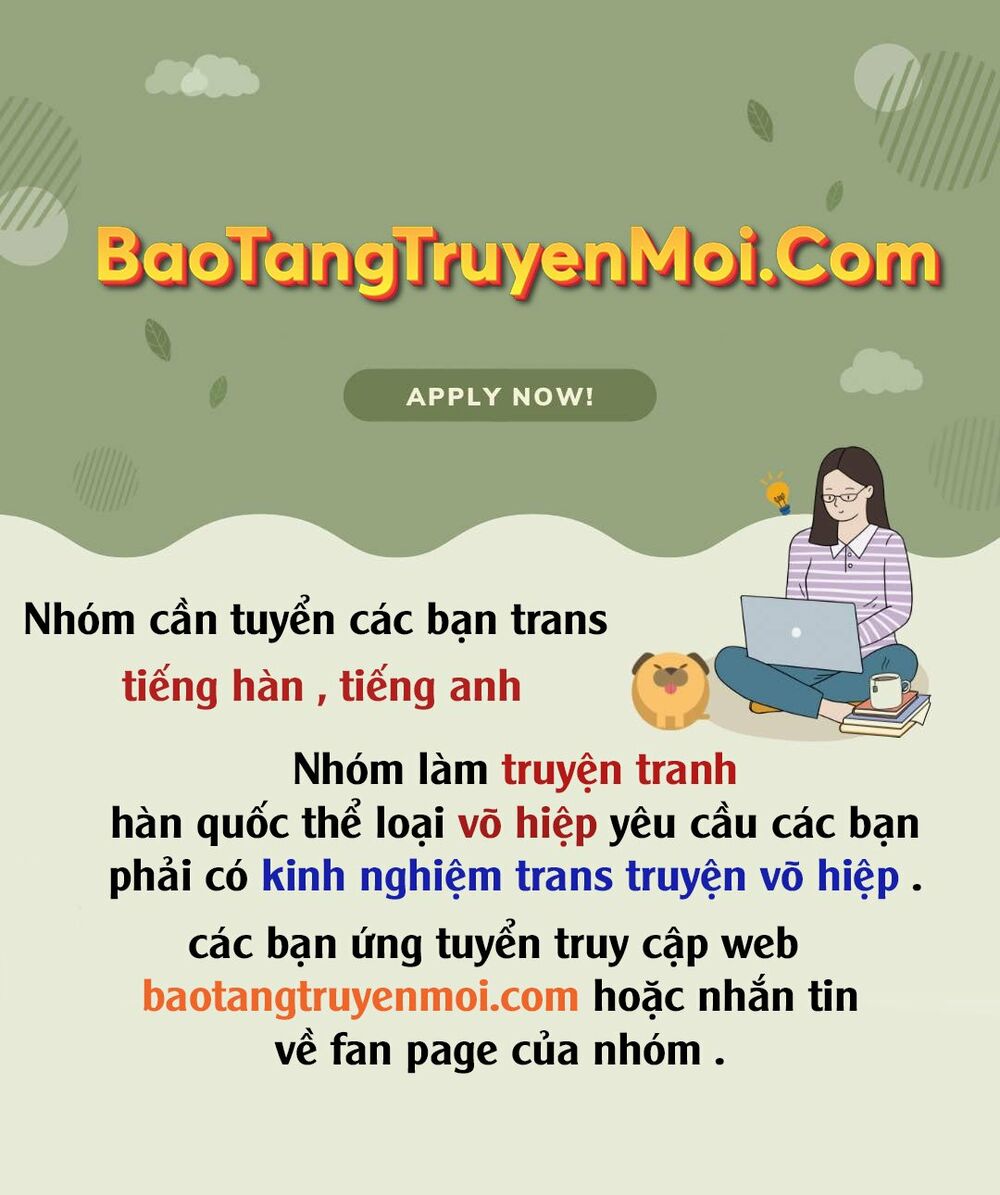 BaoTangTruyenMoi.Com
APPLY NOW!
Nhóm cần tuyển các bạn trans
tiếng hàn , tiếng anh
Nhóm làm truyện tranh
hàn quốc thể loại võ hiệp yêu cầu các bạn
phải có kinh nghiệm trans truyện võ hiệp .
các bạn ứng tuyển truy cập web
baotangtruyenmoi.com hoặc nhắn tin
về fan page của nhóm .